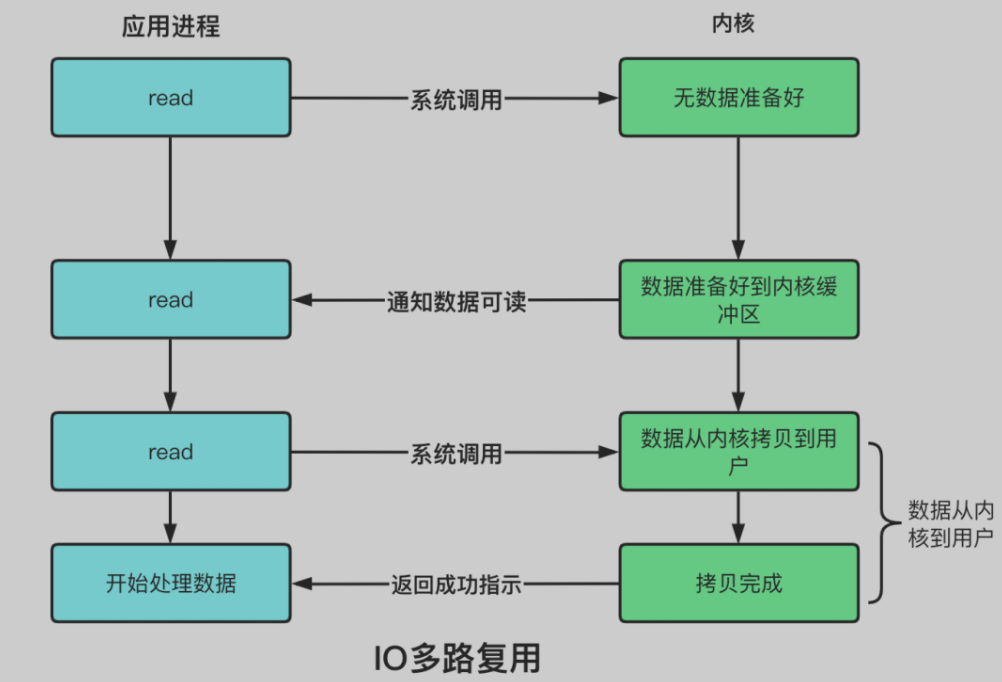 应用进程
内核
read
系统调用
无数据准备好
read
通知数据可读
数据准备好到内核缓
冲区
read
系统调用
数据从内核拷贝到用
户
数据从内
核到用户
开始处理数据
返回成功指示
拷贝完成
IO多路复用